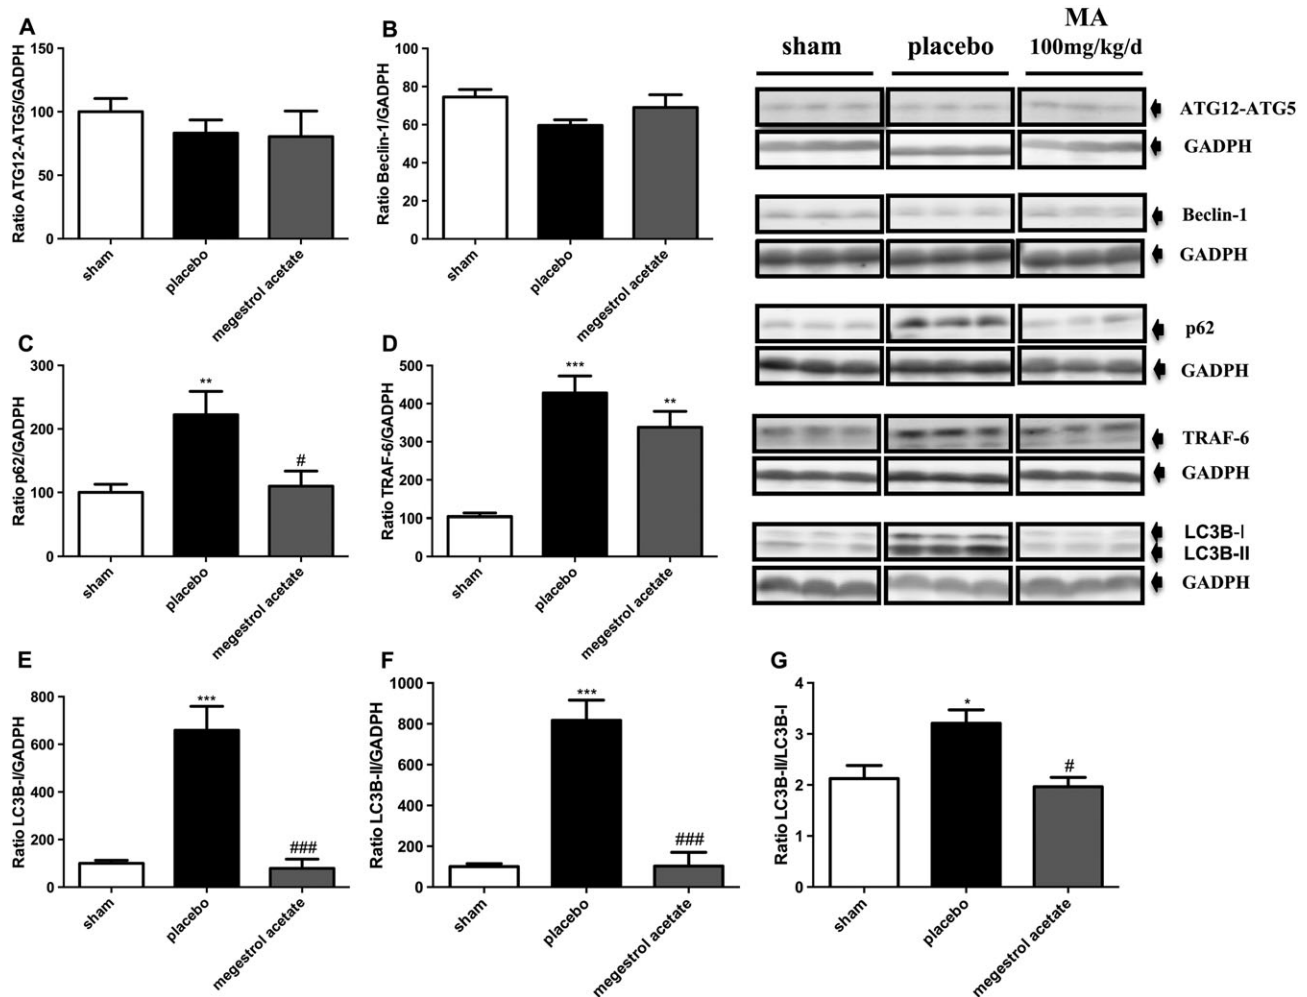 A
Ratio ATG12-ATG5/GADPH
150
100
50
0
sham
placebo
megestrol acetate
B
Ratio Beclin-1/GADPH
100
80
60
40
20
0
sham
placebo
megestrol acetate
sham
placebo
MA
100mg/kg/d
ATG12-ATG5
GADPH
Beclin-1
GADPH
p62
GADPH
TRAF-6
GADPH
LC3B-I
LC3B-II
GADPH
C
Ratio p62/GADPH
300
200
100
0
**
#
sham
placebo
megestrol acetate
D
Ratio TRAF-6/GADPH
500
400
300
200
100
0
***
**
sham
placebo
megestrol acetate
E
Ratio LC3B-I/GADPH
800
600
400
200
0
***
###
sham
placebo
megestrol acetate
F
Ratio LC3B-II/GADPH
1000
800
600
400
200
0
***
###
sham
placebo
megestrol acetate
G
Ratio LC3B-II/LC3B-I
4
3
2
1
0
*
#
sham
placebo
megestrol acetate